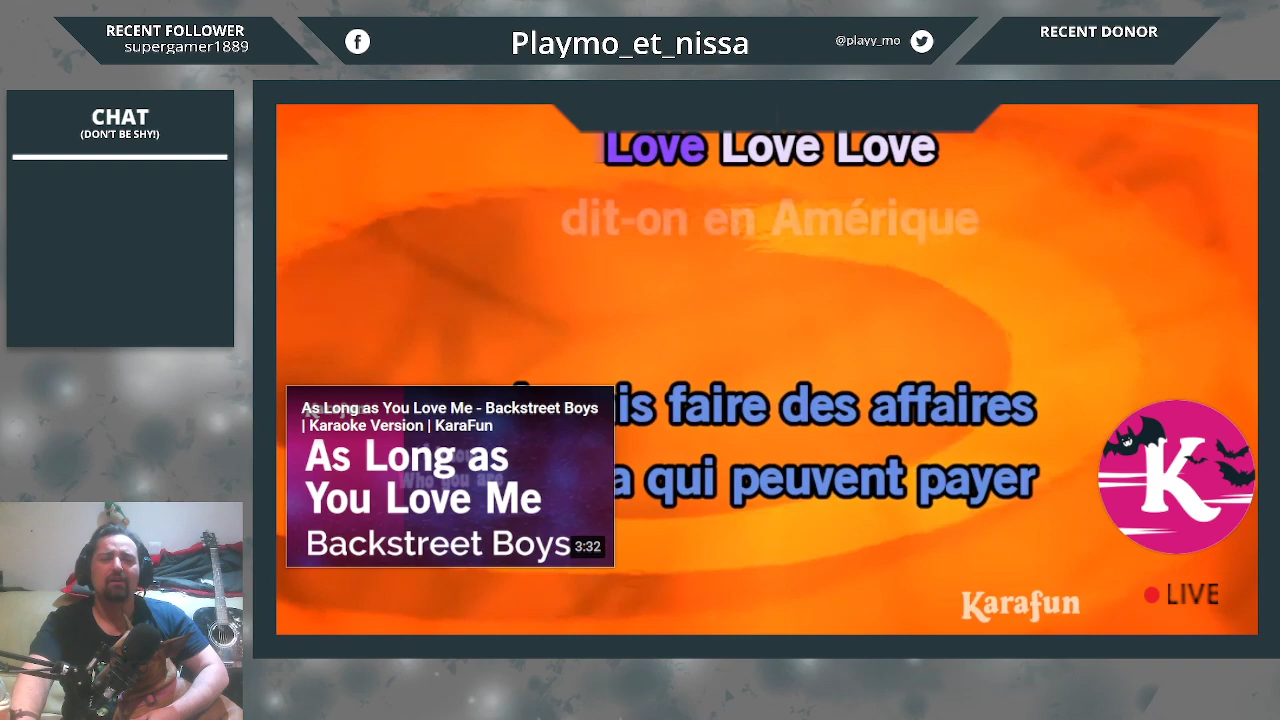 RECENT FOLLOWER
supergamer1889
Playmo_et_nissa
@playy_mo
RECENT DONOR
CHAT
(DON'T BE SHY!)
Love Love Love
dit-on en Amérique
faire des affaires
qui peuvent payer
As Long as You Love Me - Backstreet Boys
| Karaoke Version | KaraFun
As Long as
You Love Me
Backstreet Boys
3:32
K
Karafun
LIVE